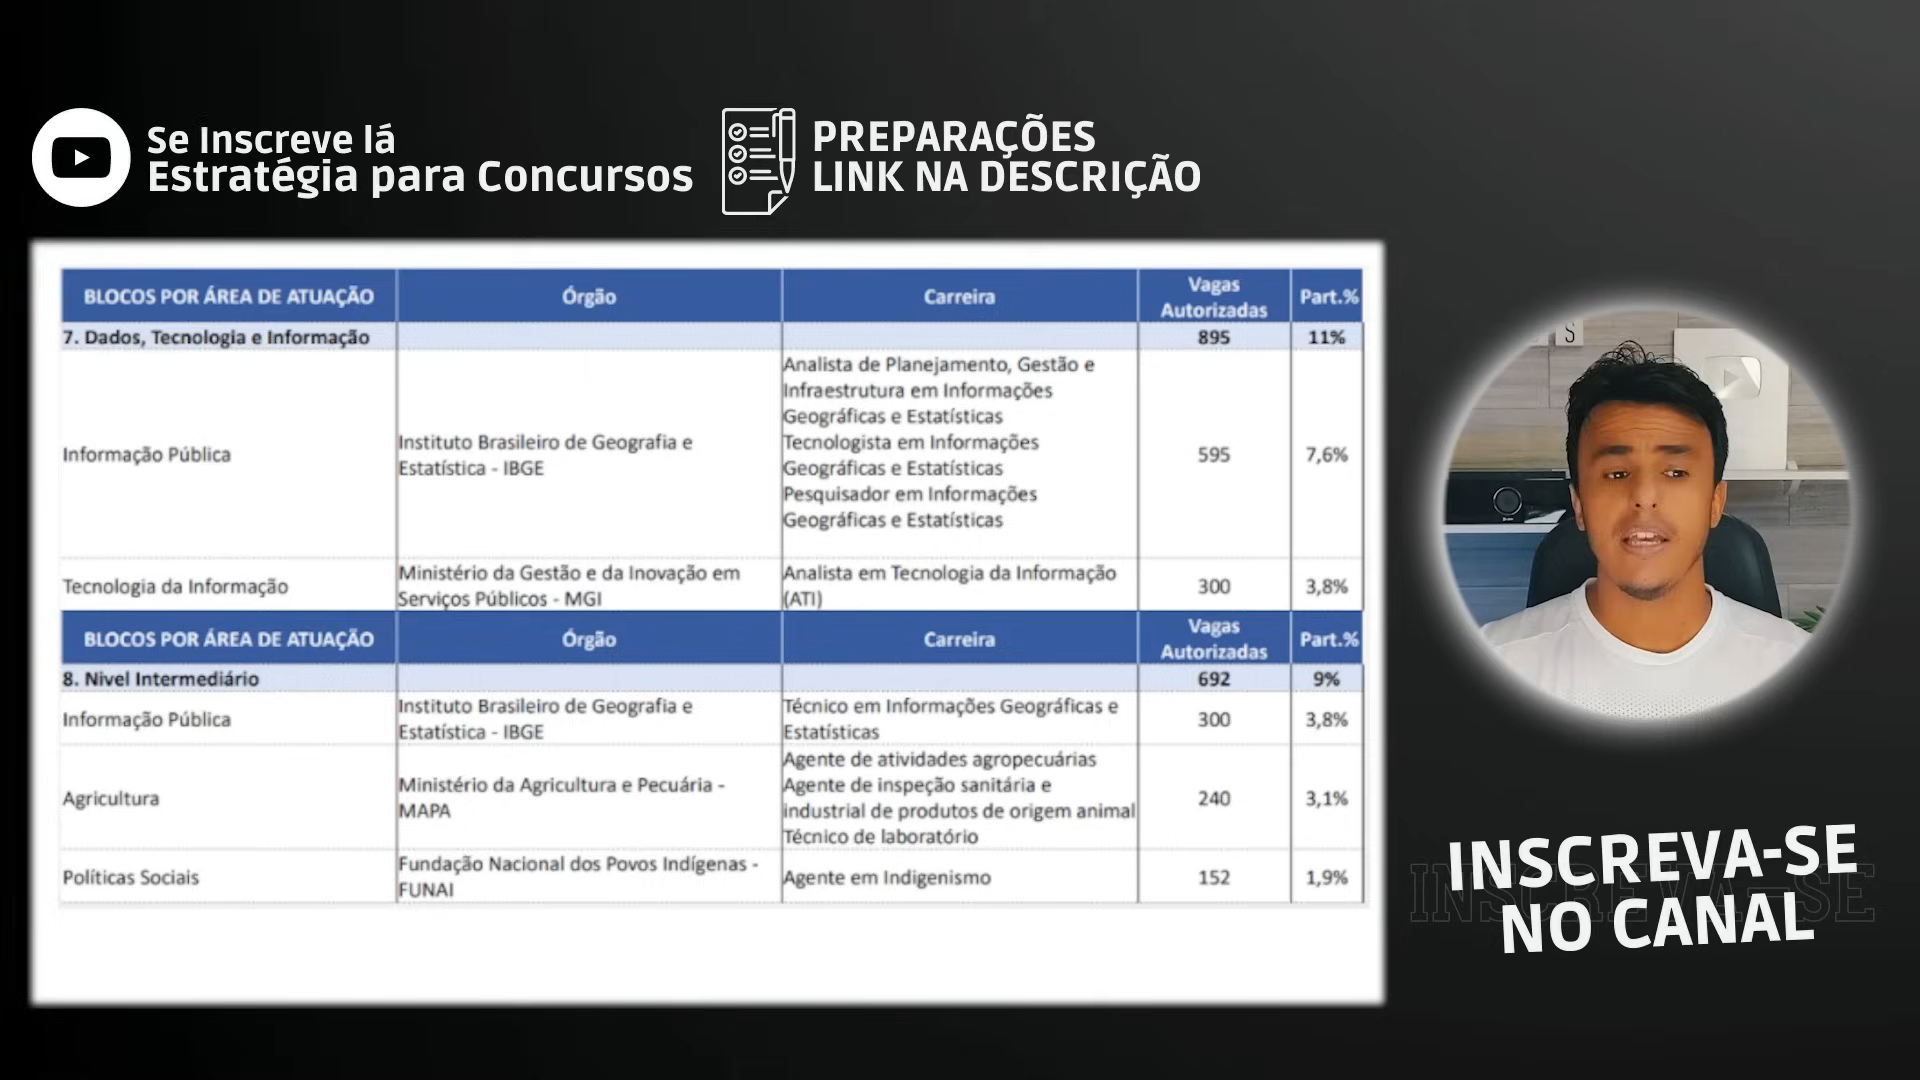 Se Inscreve lá
Estratégia para Concursos
PREPARAÇÕES
LINK NA DESCRIÇÃO
BLOCOS POR ÁREA DE ATUAÇÃO Órgão Carreira Vagas Autorizadas Part.%
7. Dados, Tecnologia e Informação 895 11%
Informação Pública
Instituto Brasileiro de Geografia e
Estatística - IBGE
Analista de Planejamento, Gestão e
Infraestrutura em Informações
Geográficas e Estatísticas
Tecnologista em Informações
Geográficas e Estatísticas
Pesquisador em Informações
Geográficas e Estatísticas
595 7,6%
Tecnologia da Informação
Ministério da Gestão e da Inovação em
Serviços Públicos - MGI
Analista em Tecnologia da Informação
(ATI)
300 3,8%
BLOCOS POR ÁREA DE ATUAÇÃO Órgão Carreira Vagas Autorizadas Part.%
8. Nivel Intermediário 692 9%
Informação Pública
Instituto Brasileiro de Geografia e
Estatística - IBGE
Técnico em Informações Geográficas e
Estatísticas
300 3,8%
Agricultura
Ministério da Agricultura e Pecuária -
MAPA
Agente de atividades agropecuárias
Agente de inspeção sanitária e
industrial de produtos de origem animal
Técnico de laboratório
240 3,1%
Políticas Sociais
Fundação Nacional dos Povos Indígenas -
FUNAI
Agente em Indigenismo
152 1,9%
S
INSCREVA-SE
INSCREVA-SE
NO CANAL